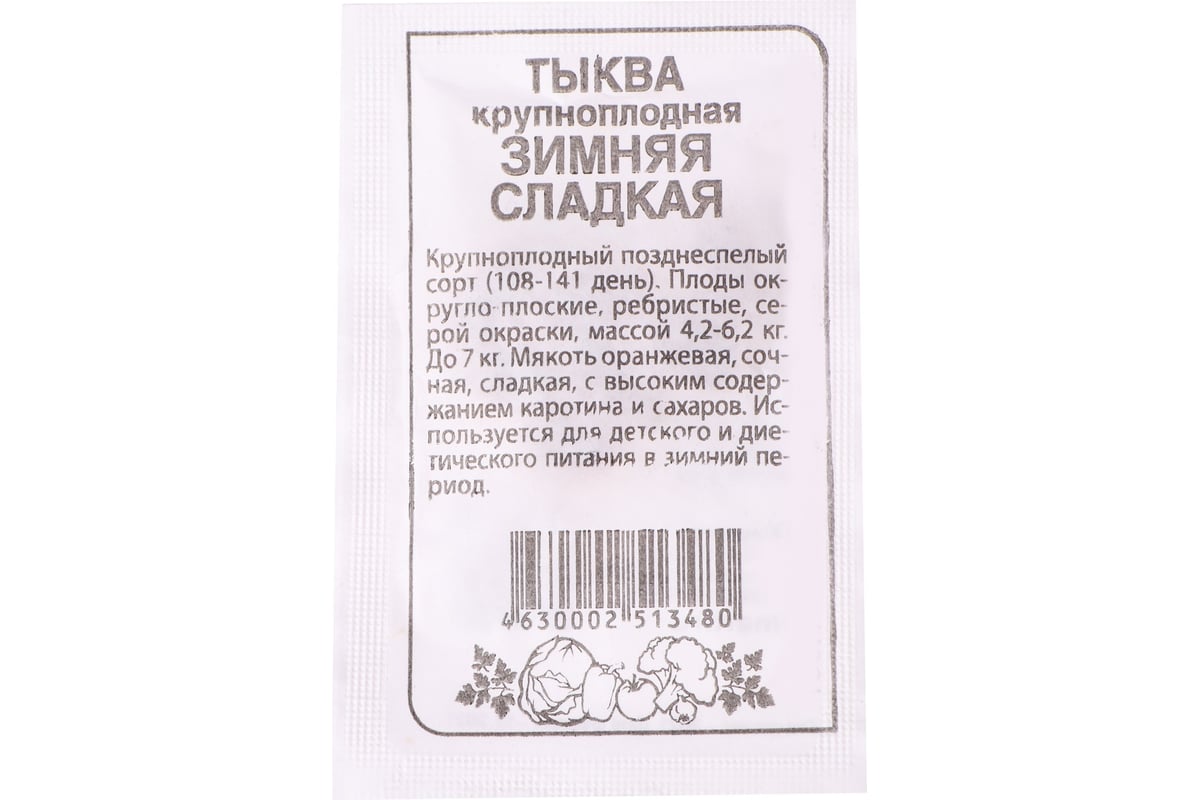 ТЫКВА
крупноплодная
ЗИМНЯЯ
СЛАДКАЯ
Крупноплодный позднеспелый
сорт (108-141 день). Плоды ок-
ругло-плоские, ребристые, се-
рой окраски, массой 4,2-6,2 кг.
До 7 кг. Мякоть оранжевая, соч-
ная, сладкая, с высоким содер-
жанием каротина и сахаров. Ис-
пользуется для детского и дие-
тического питания в зимний пе-
риод.
4 630002 513480